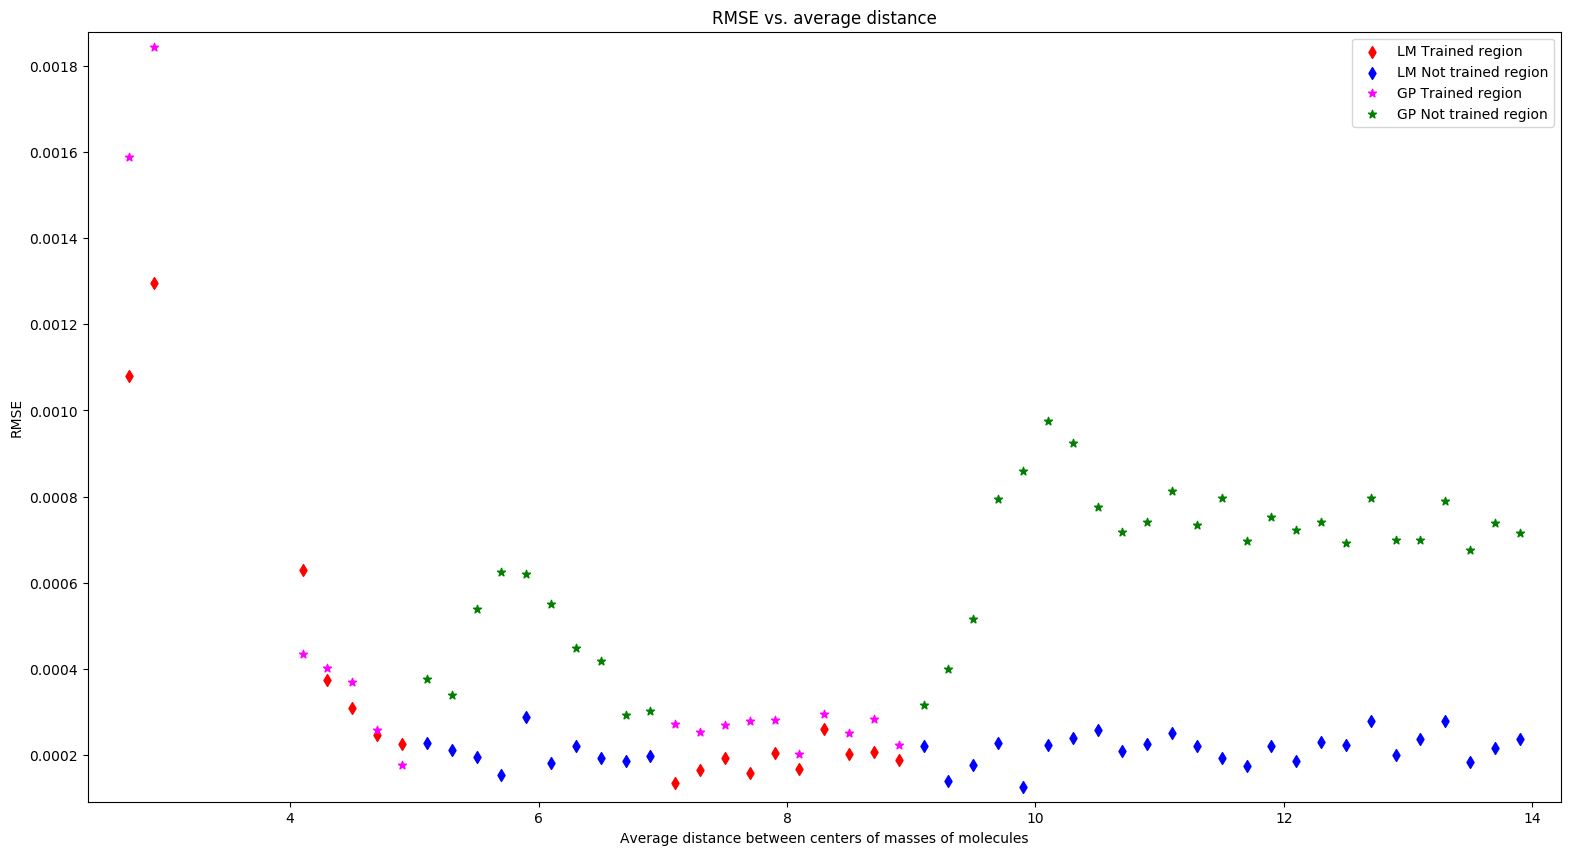 RMSE vs. average distance
LM Trained region
LM Not trained region
GP Trained region
GP Not trained region
0.0018
0.0016
0.0014
0.0012
0.0010
0.0008
0.0006
0.0004
0.0002
RMSE
4 6 8 10 12 14
Average distance between centers of masses of molecules